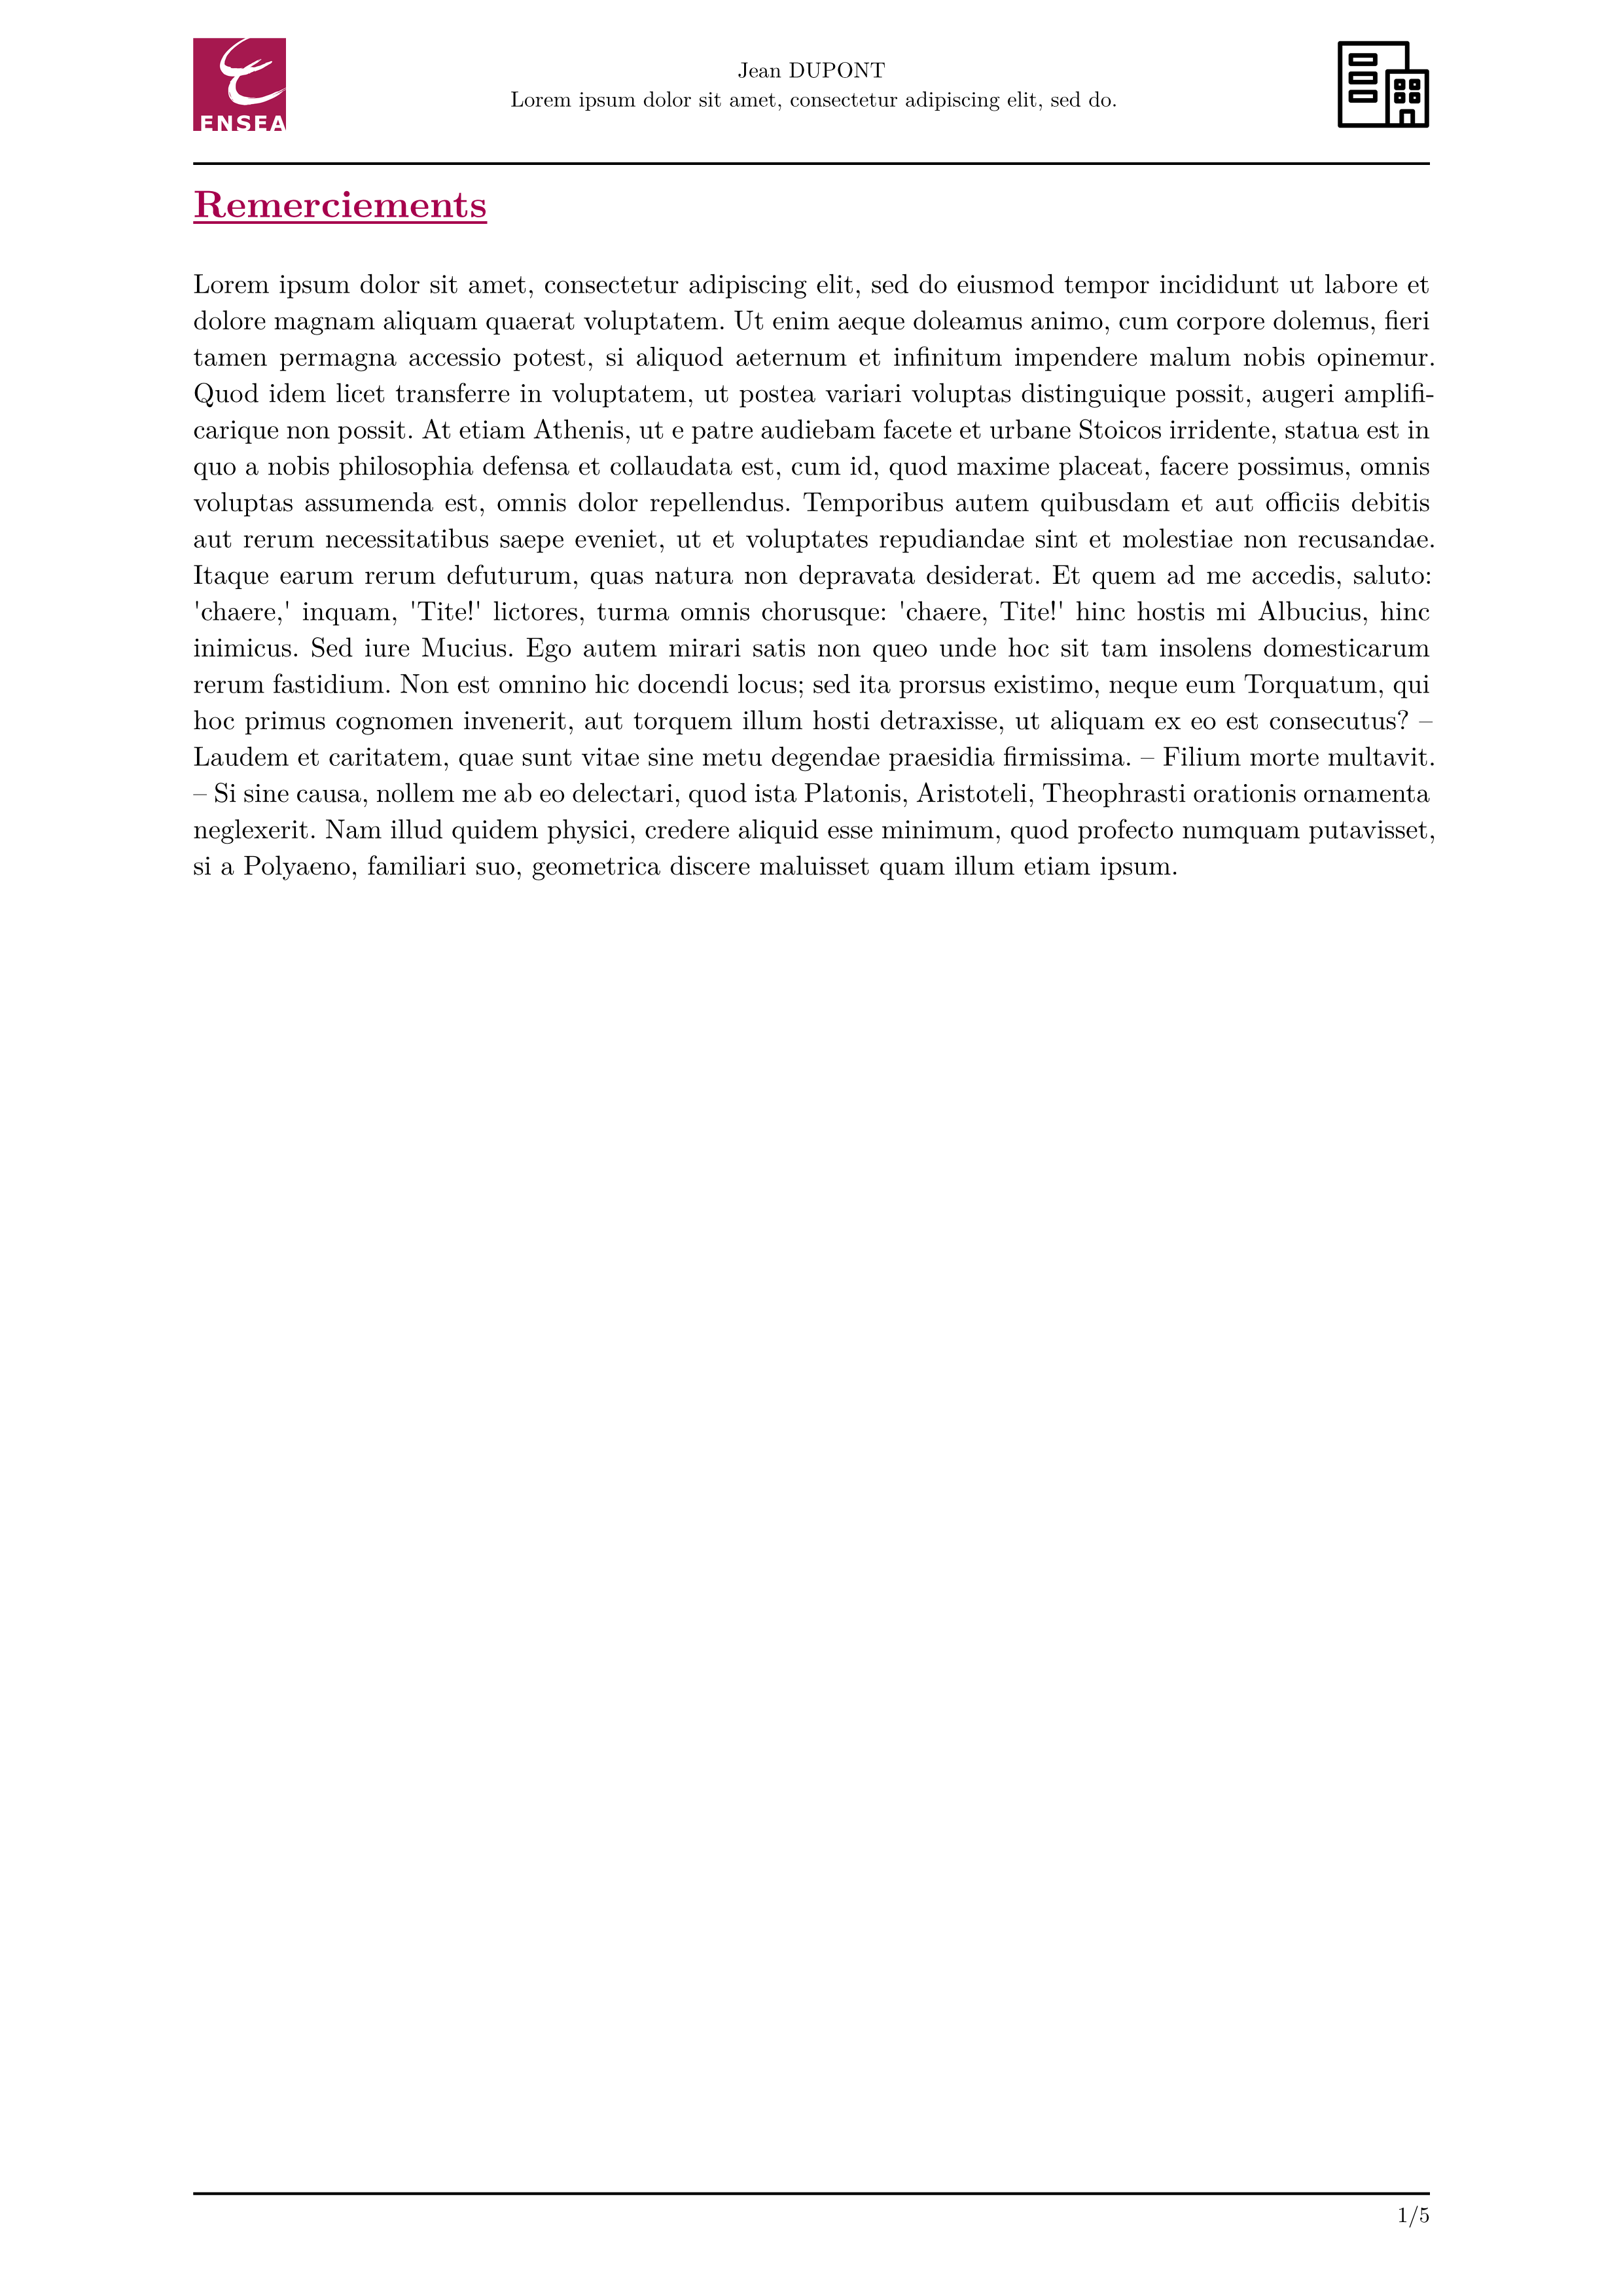 ENSEA
Jean DUPONT
Lorem ipsum dolor sit amet, consectetur adipiscing elit, sed do.
Remerciements
Lorem ipsum dolor sit amet, consectetur adipiscing elit, sed do eiusmod tempor incididunt ut labore et
dolore magnam aliquam quaerat voluptatem. Ut enim aeque doleamus animo, cum corpore dolemus, fieri
tamen permagna accessio potest, si aliquod aeternum et infinitum impendere malum nobis opinemur.
Quod idem licet transferre in voluptatem, ut postea variari voluptas distinguique possit, augeri amplifi-
carique non possit. At etiam Athenis, ut e patre audiebam facete et urbane Stoicos irridente, statua est in
quo a nobis philosophia defensa et collaudata est, cum id, quod maxime placeat, facere possimus, omnis
voluptas assumenda est, omnis dolor repellendus. Temporibus autem quibusdam et aut officiis debitis
aut rerum necessitatibus saepe eveniet, ut et voluptates repudiandae sint et molestiae non recusandae.
Itaque earum rerum defuturum, quas natura non depravata desiderat. Et quem ad me accedis, saluto:
'chaere,' inquam, 'Tite!' lictores, turma omnis chorusque: 'chaere, Tite!' hinc hostis mi Albucius, hinc
inimicus. Sed iure Mucius. Ego autem mirari satis non queo unde hoc sit tam insolens domesticarum
rerum fastidium. Non est omnino hic docendi locus; sed ita prorsus existimo, neque eum Torquatum, qui
hoc primus cognomen invenerit, aut torquem illum hosti detraxisse, ut aliquam ex eo est consecutus? –
Laudem et caritatem, quae sunt vitae sine metu degendae praesidia firmissima. – Filium morte multavit.
– Si sine causa, nollem me ab eo delectari, quod ista Platonis, Aristoteli, Theophrasti orationis ornamenta
neglexerit. Nam illud quidem physici, credere aliquid esse minimum, quod profecto numquam putavisset,
si a Polyaeno, familiari suo, geometrica discere maluisset quam illum etiam ipsum.
1/5